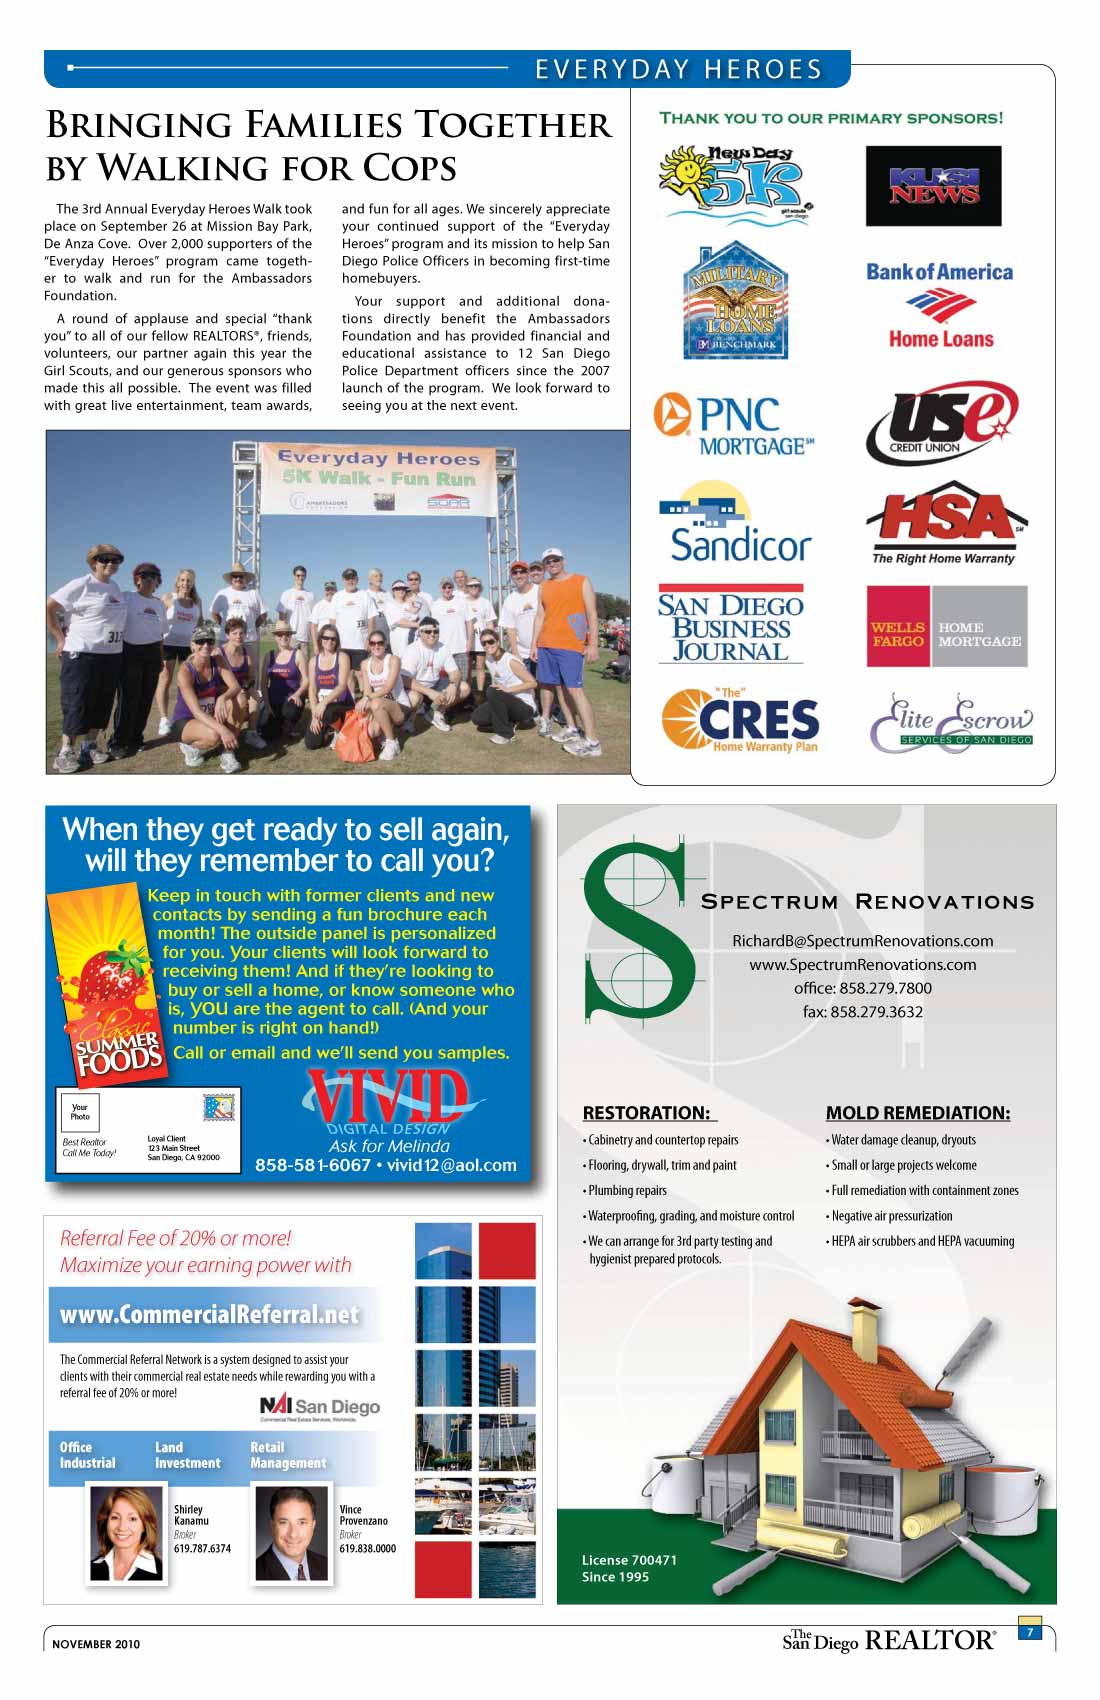 EVERYDAY HEROES
BRINGING FAMILIES TOGETHER
BY WALKING FOR COPS
The 3rd Annual Everyday Heroes Walk took
place on September 26 at Mission Bay Park,
De Anza Cove. Over 2,000 supporters of the
“Everyday Heroes” program came togeth-
er to walk and run for the Ambassadors
Foundation.
A round of applause and special “thank
you” to all of our fellow REALTORS®, friends,
volunteers, our partner again this year the
Girl Scouts, and our generous sponsors who
made this all possible. The event was filled
with great live entertainment, team awards,
and fun for all ages. We sincerely appreciate
your continued support of the “Everyday
Heroes” program and its mission to help San
Diego Police Officers in becoming first-time
homebuyers.
Your support and additional dona-
tions directly benefit the Ambassadors
Foundation and has provided financial and
educational assistance to 12 San Diego
Police Department officers since the 2007
launch of the program. We look forward to
seeing you at the next event.
Everyday Heroes
5K Walk - Fun Run
AMBASSADORS
SDAR
THANK YOU TO OUR PRIMARY SPONSORS!
New Day
5K
girl scouts
san diego
KUSI
NEWS
MILITARY
HOME
LOANS
BENCHMARK
Bank of America
Home Loans
PNC
MORTGAGE℠
USe
CREDIT UNION
Sandicor
HSA℠
The Right Home Warranty
SAN DIEGO
BUSINESS
JOURNAL
WELLS
FARGO
HOME
MORTGAGE
"The"
CRES
Home Warranty Plan
Elite Escrow
SERVICES OF SAN DIEGO
When they get ready to sell again,
will they remember to call you?
Keep in touch with former clients and new
contacts by sending a fun brochure each
month! The outside panel is personalized
for you. Your clients will look forward to
receiving them! And if they’re looking to
buy or sell a home, or know someone who
is, YOU are the agent to call. (And your
number is right on hand!)
Call or email and we’ll send you samples.
Classic
SUMMER
FOODS
Your
Photo
Best Realtor
Call Me Today!
Loyal Client
123 Main Street
San Diego, CA 92000
VIVID
DIGITAL DESIGN
Ask for Melinda
858-581-6067 • vivid12@aol.com
Referral Fee of 20% or more!
Maximize your earning power with
www.CommercialReferral.net
The Commercial Referral Network is a system designed to assist your
clients with their commercial real estate needs while rewarding you with a
referral fee of 20% or more!
NAI San Diego
Commercial Real Estate Services, Worldwide.
Office
Industrial
Land
Investment
Retail
Management
Shirley
Kanamu
Broker
619.787.6374
Vince
Provenzano
Broker
619.838.0000
S
SPECTRUM RENOVATIONS
RichardB@SpectrumRenovations.com
www.SpectrumRenovations.com
office: 858.279.7800
fax: 858.279.3632
RESTORATION:
• Cabinetry and countertop repairs
• Flooring, drywall, trim and paint
• Plumbing repairs
• Waterproofing, grading, and moisture control
• We can arrange for 3rd party testing and
hygienist prepared protocols.
MOLD REMEDIATION:
• Water damage cleanup, dryouts
• Small or large projects welcome
• Full remediation with containment zones
• Negative air pressurization
• HEPA air scrubbers and HEPA vacuuming
License 700471
Since 1995
NOVEMBER 2010
The San Diego REALTOR®
7